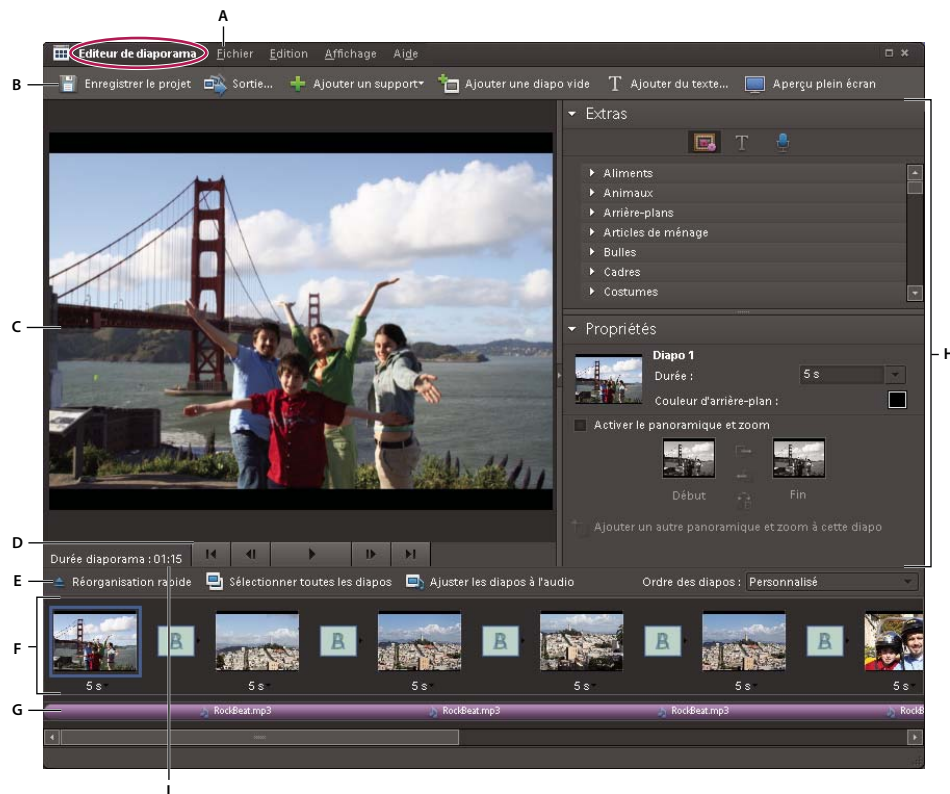 A
Editeur de diaporama Fichier Edition Affichage Aide
B
Enregistrer le projet Sortie... Ajouter un support Ajouter une diapo vide T Ajouter du texte... Aperçu plein écran
Extras
T
Aliments
Animaux
Arrière-plans
Articles de ménage
Bulles
Cadres
Costumes
C
H
Propriétés
Diapo 1
Durée : 5 s
Couleur d'arrière-plan :
Activer le panoramique et zoom
Début Fin
Ajouter un autre panoramique et zoom à cette diapo
D
Durée diaporama : 01:15
E
Réorganisation rapide Sélectionner toutes les diapos Ajuster les diapos à l'audio Ordre des diapos : Personnalisé
F
B B B B B
5 s 5 s 5 s 5 s 5 s 5 s
G
RockBeat.mp3 RockBeat.mp3 RockBeat.mp3 RockB
I